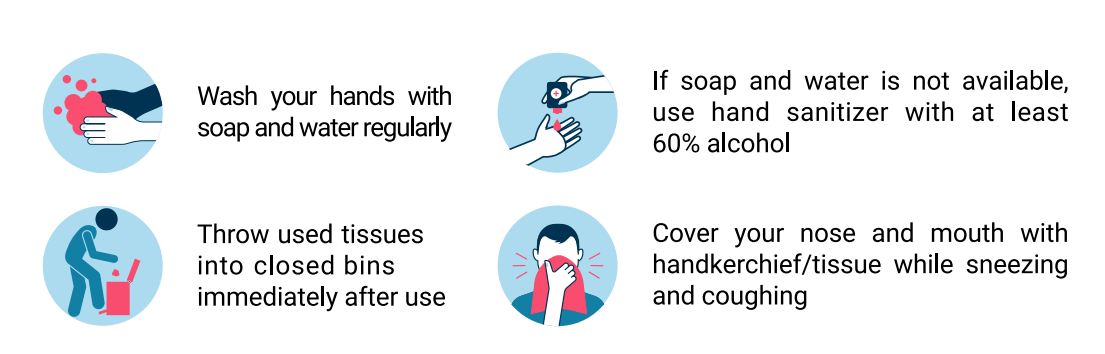 Wash your hands with
soap and water regularly
If soap and water is not available,
use hand sanitizer with at least
60% alcohol
Throw used tissues
into closed bins
immediately after use
Cover your nose and mouth with
handkerchief/tissue while sneezing
and coughing